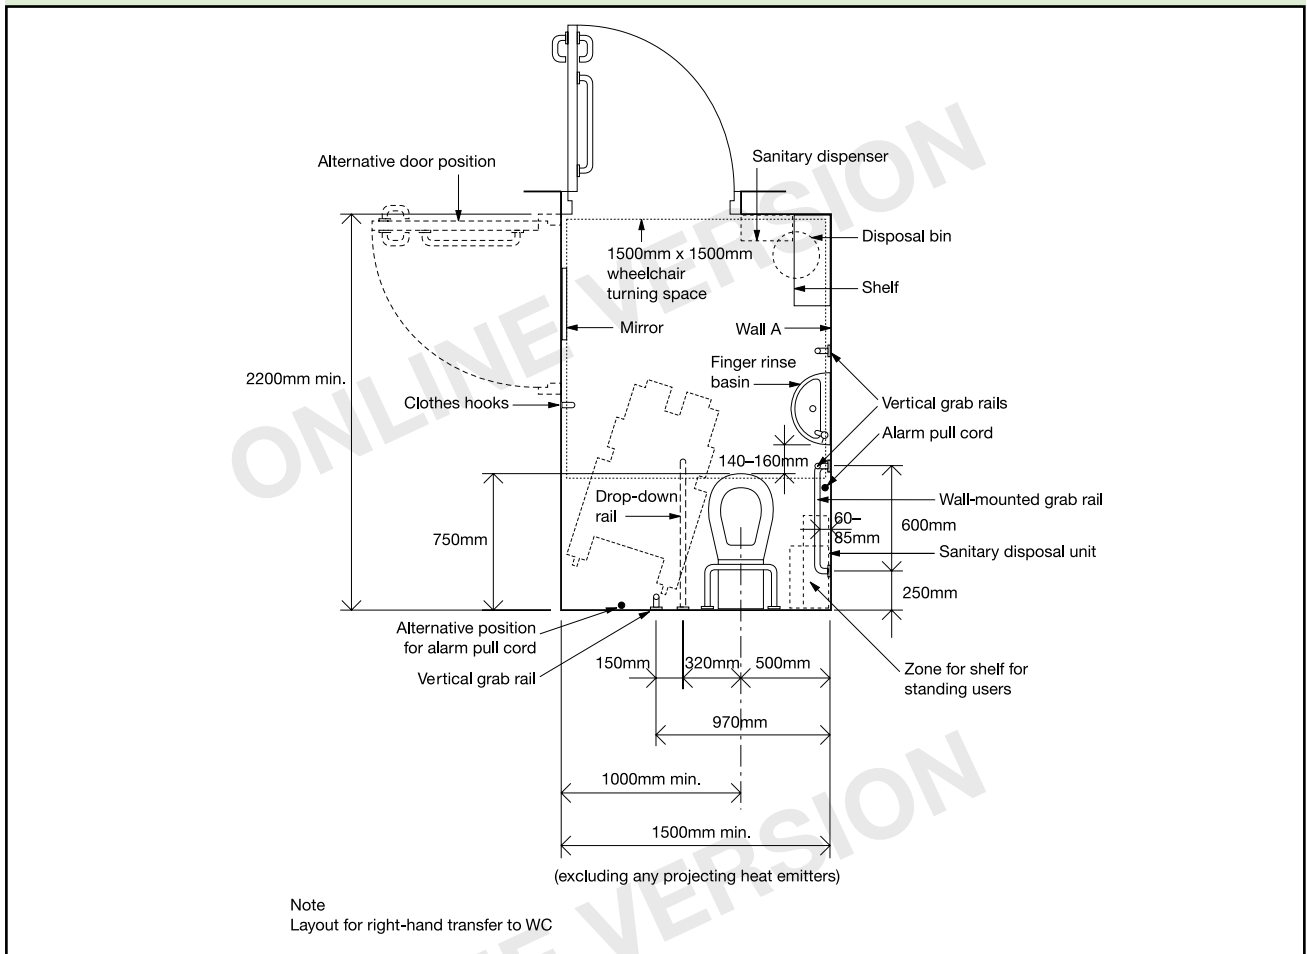 Alternative door position
Sanitary dispenser
Disposal bin
1500mm x 1500mm
wheelchair
turning space
Shelf
Mirror
Wall A
Finger rinse
basin
2200mm min.
Clothes hooks
Vertical grab rails
Alarm pull cord
140–160mm
Drop-down
rail
Wall-mounted grab rail
60–
85mm
600mm
750mm
Sanitary disposal unit
250mm
Alternative position
for alarm pull cord
Vertical grab rail
150mm
320mm
500mm
Zone for shelf for
standing users
970mm
1000mm min.
1500mm min.
(excluding any projecting heat emitters)
Note
Layout for right-hand transfer to WC
ONLINE VERSION
ONLINE VERSION